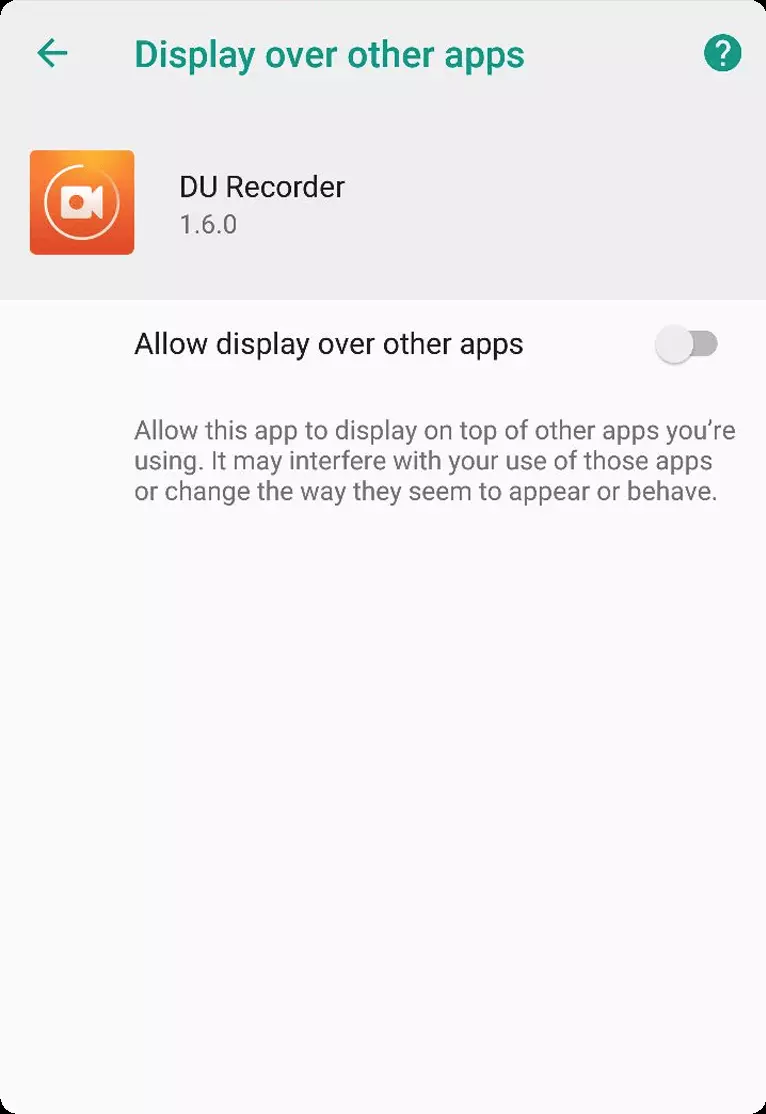 Display over other apps
?
DU Recorder
1.6.0
Allow display over other apps
Allow this app to display on top of other apps you’re
using. It may interfere with your use of those apps
or change the way they seem to appear or behave.